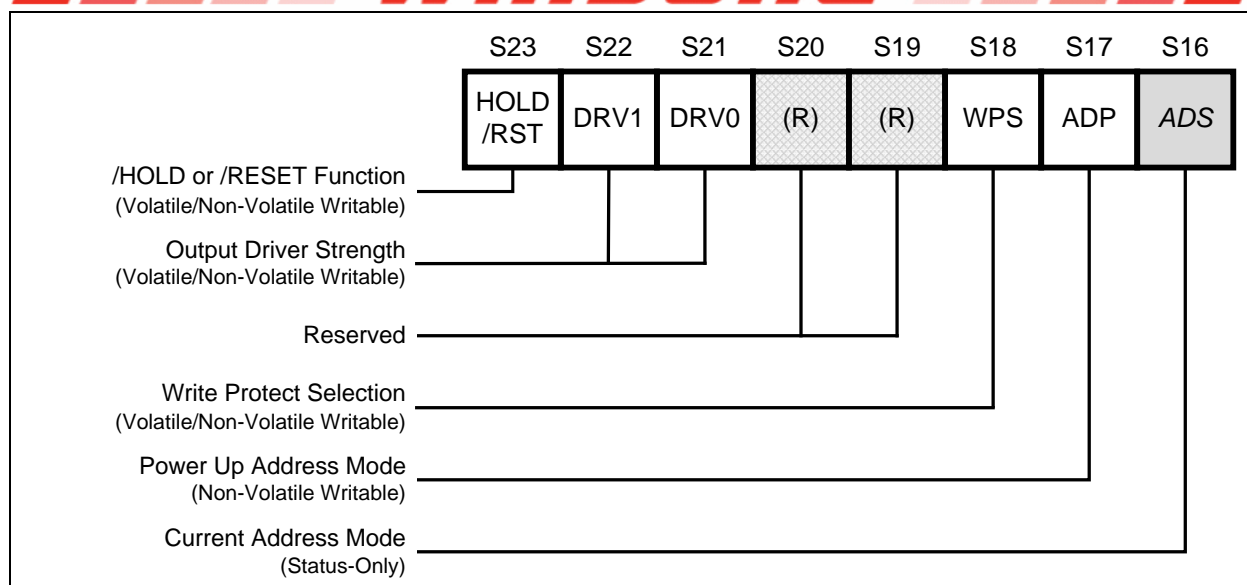 S23 S22 S21 S20 S19 S18 S17 S16
HOLD
/RST DRV1 DRV0 (R) (R) WPS ADP ADS
/HOLD or /RESET Function
(Volatile/Non-Volatile Writable)
Output Driver Strength
(Volatile/Non-Volatile Writable)
Reserved
Write Protect Selection
(Volatile/Non-Volatile Writable)
Power Up Address Mode
(Non-Volatile Writable)
Current Address Mode
(Status-Only)